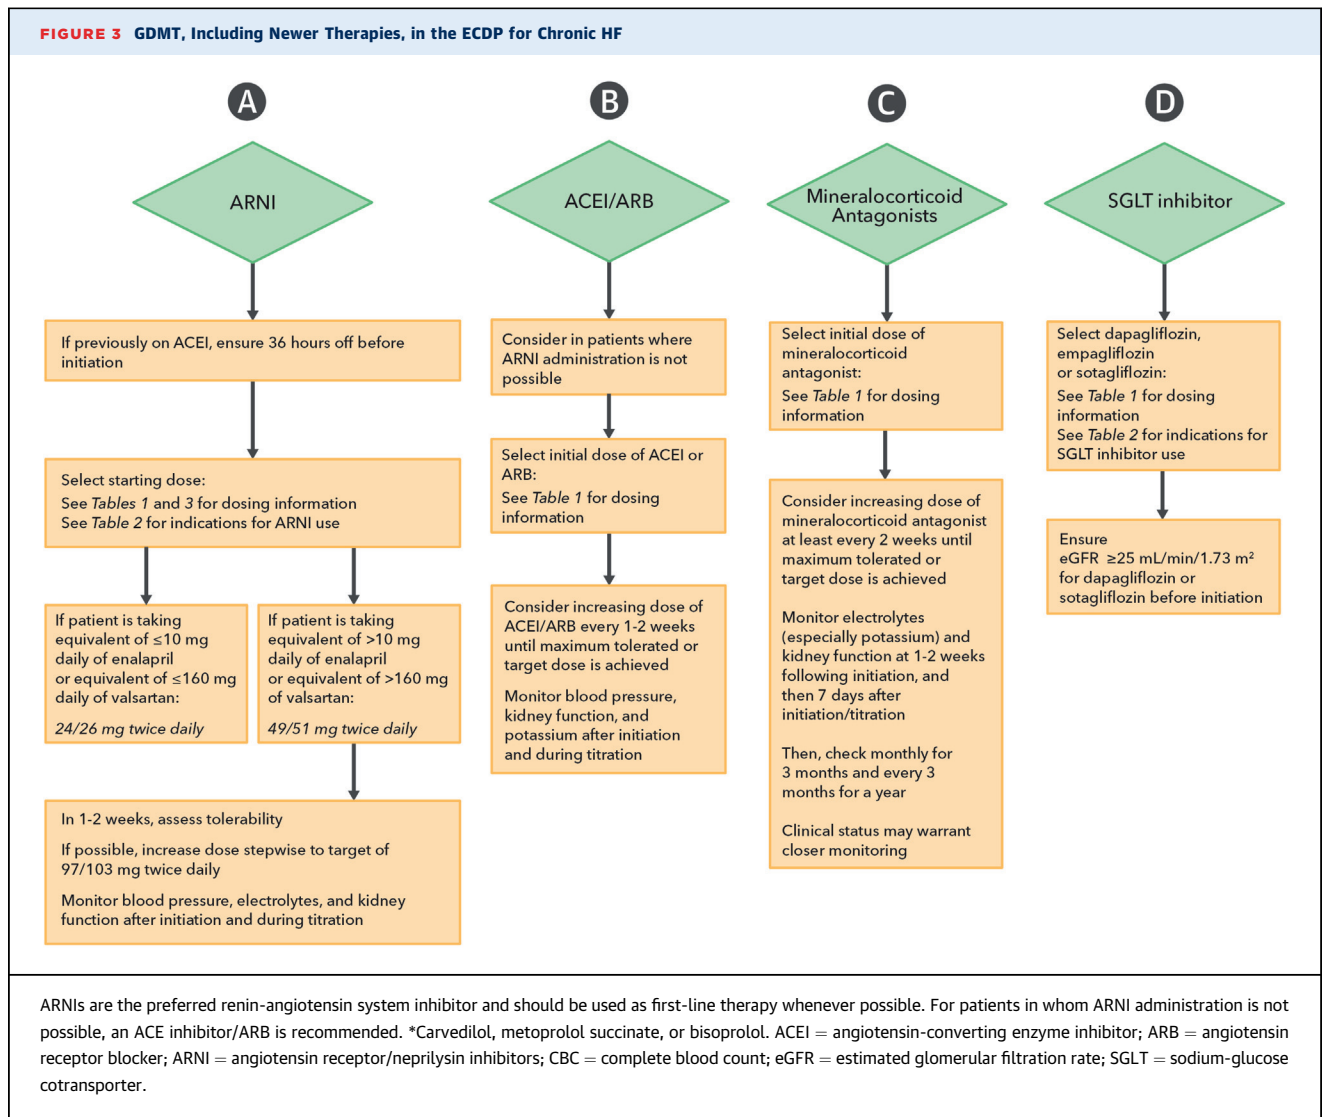 FIGURE 3 GDMT, Including Newer Therapies, in the ECDP for Chronic HF
A
ARNI
If previously on ACEI, ensure 36 hours off before
initiation
Select starting dose:
See Tables 1 and 3 for dosing information
See Table 2 for indications for ARNI use
If patient is taking
equivalent of ≤10 mg
daily of enalapril
or equivalent of ≤160 mg
daily of valsartan:
24/26 mg twice daily
If patient is taking
equivalent of >10 mg
daily of enalapril
or equivalent of >160 mg
of valsartan:
49/51 mg twice daily
In 1-2 weeks, assess tolerability
If possible, increase dose stepwise to target of
97/103 mg twice daily
Monitor blood pressure, electrolytes, and kidney
function after initiation and during titration
B
ACEI/ARB
Consider in patients where
ARNI administration is not
possible
Select initial dose of ACEI or
ARB:
See Table 1 for dosing
information
Consider increasing dose of
ACEI/ARB every 1-2 weeks
until maximum tolerated or
target dose is achieved
Monitor blood pressure,
kidney function, and
potassium after initiation
and during titration
C
Mineralocorticoid
Antagonists
Select initial dose of
mineralocorticoid
antagonist:
See Table 1 for dosing
information
Consider increasing dose of
mineralocorticoid antagonist
at least every 2 weeks until
maximum tolerated or
target dose is achieved
Monitor electrolytes
(especially potassium) and
kidney function at 1-2 weeks
following initiation, and
then 7 days after
initiation/titration
Then, check monthly for
3 months and every 3
months for a year
Clinical status may warrant
closer monitoring
D
SGLT inhibitor
Select dapagliflozin,
empagliflozin
or sotagliflozin:
See Table 1 for dosing
information
See Table 2 for indications for
SGLT inhibitor use
Ensure
eGFR ≥25 mL/min/1.73 m²
for dapagliflozin or
sotagliflozin before initiation
ARNIs are the preferred renin-angiotensin system inhibitor and should be used as first-line therapy whenever possible. For patients in whom ARNI administration is not
possible, an ACE inhibitor/ARB is recommended. *Carvedilol, metoprolol succinate, or bisoprolol. ACEI = angiotensin-converting enzyme inhibitor; ARB = angiotensin
receptor blocker; ARNI = angiotensin receptor/neprilysin inhibitors; CBC = complete blood count; eGFR = estimated glomerular filtration rate; SGLT = sodium-glucose
cotransporter.